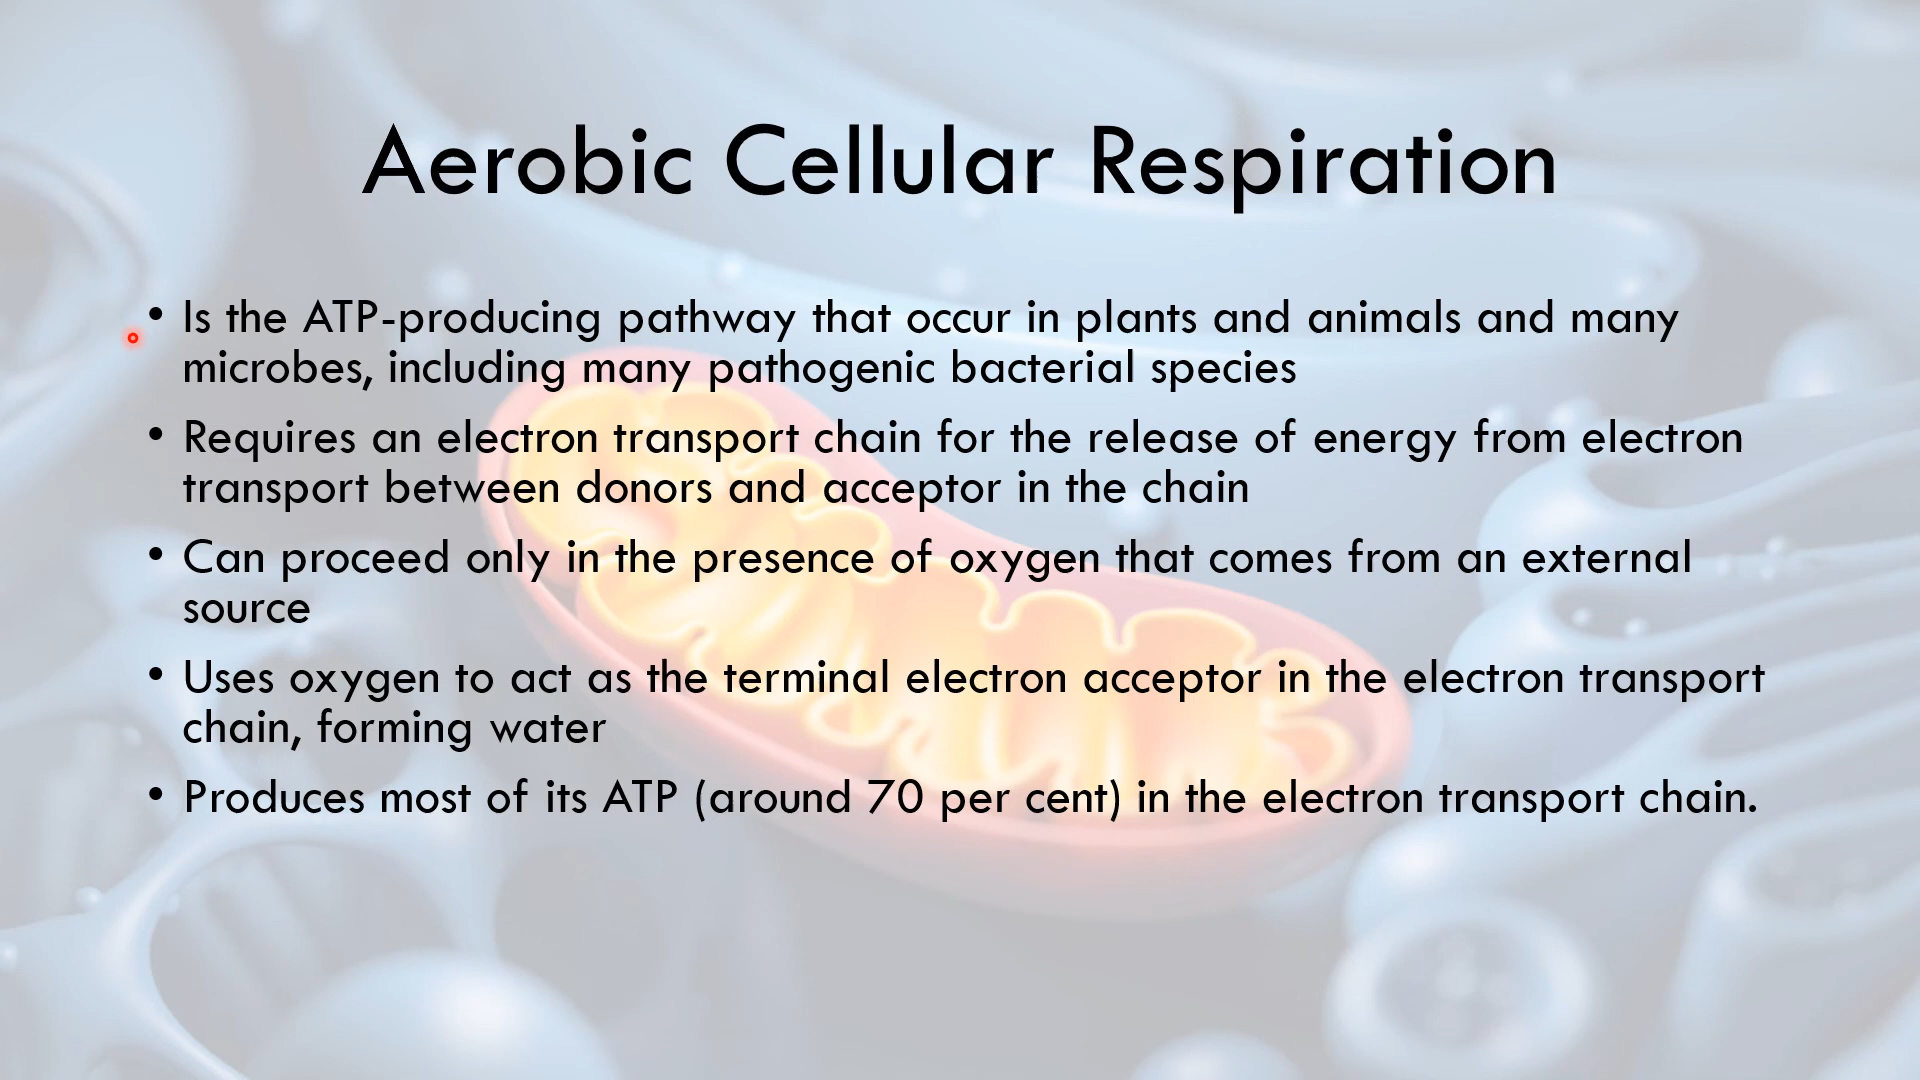 Aerobic Cellular Respiration
• Is the ATP-producing pathway that occur in plants and animals and many
microbes, including many pathogenic bacterial species
• Requires an electron transport chain for the release of energy from electron
transport between donors and acceptor in the chain
• Can proceed only in the presence of oxygen that comes from an external
source
• Uses oxygen to act as the terminal electron acceptor in the electron transport
chain, forming water
• Produces most of its ATP (around 70 per cent) in the electron transport chain.